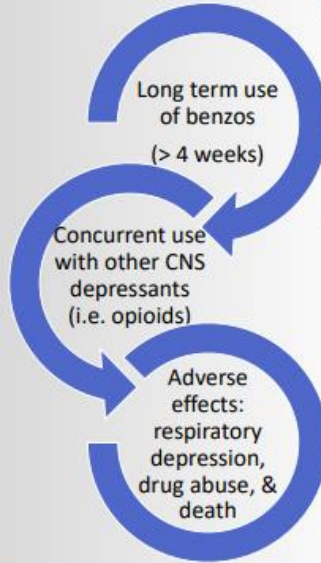 Long term use
of benzos
(> 4 weeks)
Concurrent use
with other CNS
depressants
(i.e. opioids)
Adverse
effects:
respiratory
depression,
drug abuse, &
death